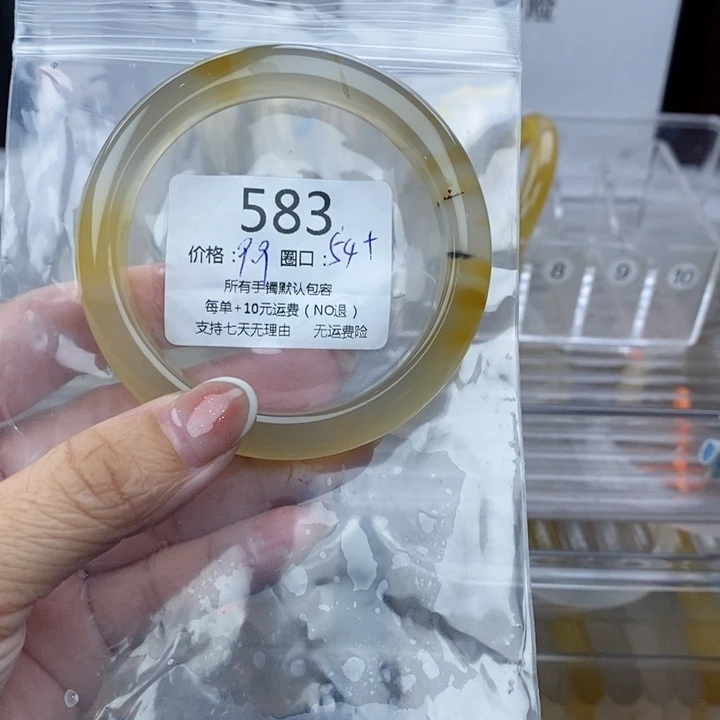 险
583
价格：99 圈口：54+
所有手镯默认包容
每单+10元运费（NO退）
支持七天无理由 无运费险
8 9 10